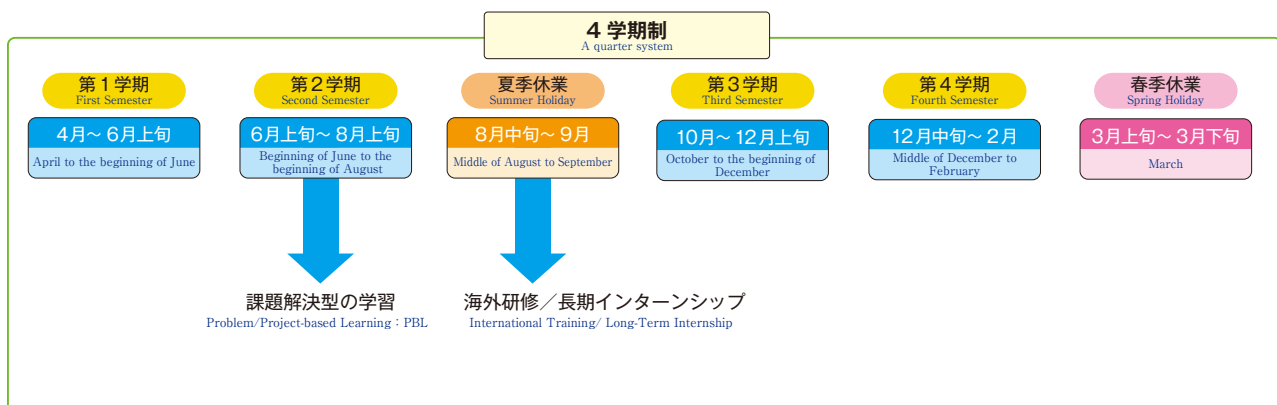 4 学期制
A quarter system
第1学期
First Semester
4月～6月上旬
April to the beginning of June
第2学期
Second Semester
6月上旬～8月上旬
Beginning of June to the
beginning of August
夏季休業
Summer Holiday
8月中旬～9月
Middle of August to September
第3学期
Third Semester
10月～12月上旬
October to the beginning of
December
第4学期
Fourth Semester
12月中旬～2月
Middle of December to
February
春季休業
Spring Holiday
3月上旬～3月下旬
March
課題解決型の学習
Problem/Project-based Learning：PBL
海外研修／長期インターンシップ
International Training/ Long-Term Internship